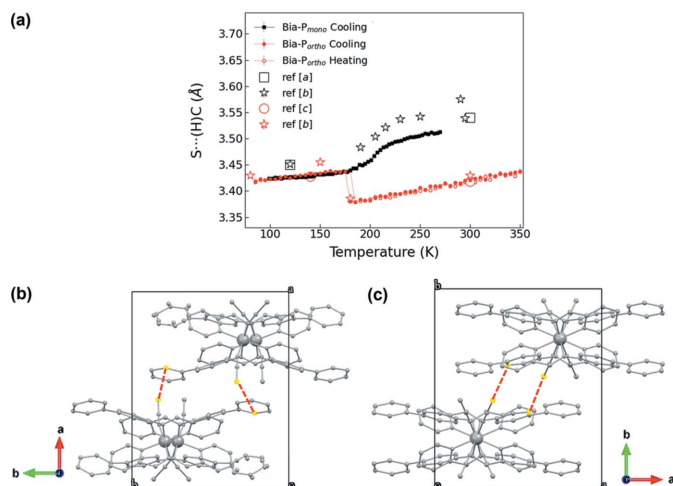 (a)
S···(H)C (Å)
3.70
3.65
3.60
3.55
3.50
3.45
3.40
3.35
Bia-Pmono Cooling
Bia-Portho Cooling
Bia-Portho Heating
ref [a]
ref [b]
ref [c]
ref [b]
100 150 200 250 300 350
Temperature (K)
(b)
a
b
(c)
b
a